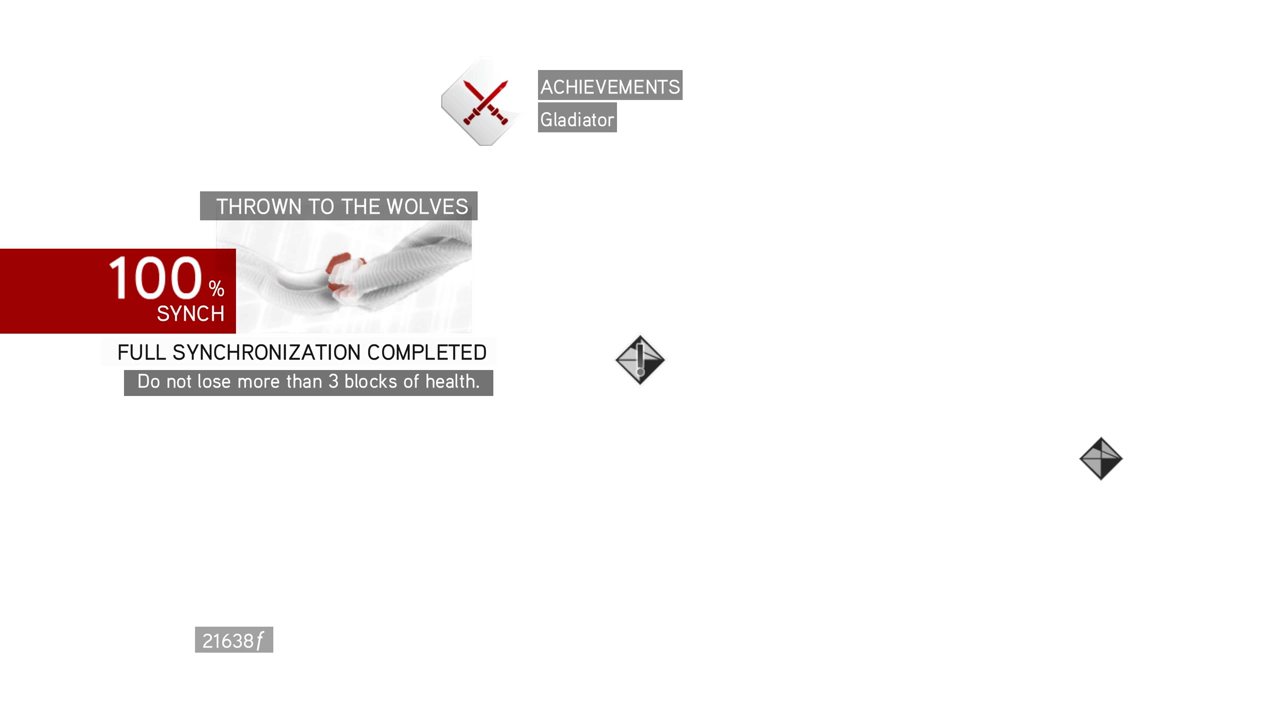 ACHIEVEMENTS
Gladiator
THROWN TO THE WOLVES
100%
SYNCH
FULL SYNCHRONIZATION COMPLETED
Do not lose more than 3 blocks of health.
21638ƒ